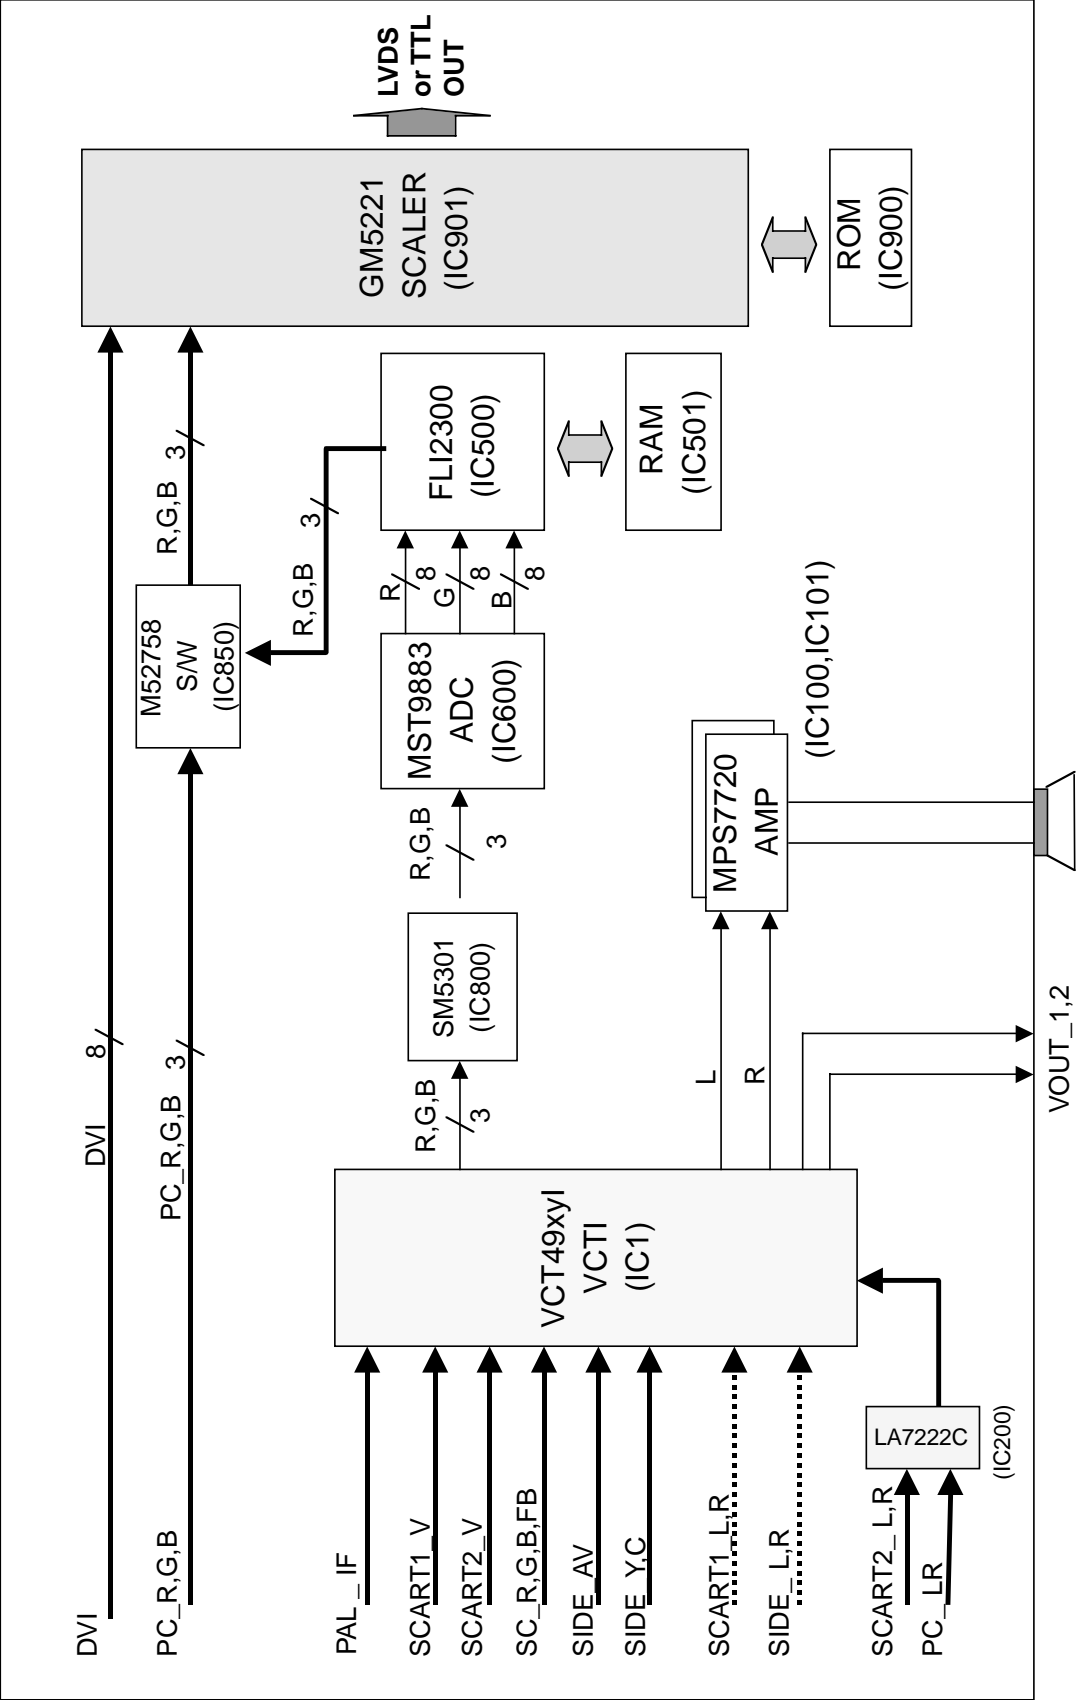 DVI
DVI
8
PC_R,G,B
PC_R,G,B
3
M52758
S/W
(IC850)
R,G,B
3
GM5221
SCALER
(IC901)
LVDS
or TTL
OUT
R,G,B
3
PAL_IF
SCART1_V
SCART2_V
SC_R,G,B,FB
SIDE_AV
SIDE_Y,C
SCART1_L,R
SIDE_L,R
SCART2_L,R
PC_LR
LA7222C
(IC200)
VCT49xyI
VCTI
(IC1)
R,G,B
3
SM5301
(IC800)
R,G,B
3
MST9883
ADC
(IC600)
R
8
G
8
B
8
FLI2300
(IC500)
RAM
(IC501)
ROM
(IC900)
L
R
MPS7720
AMP
(IC100,IC101)
VOUT_1,2